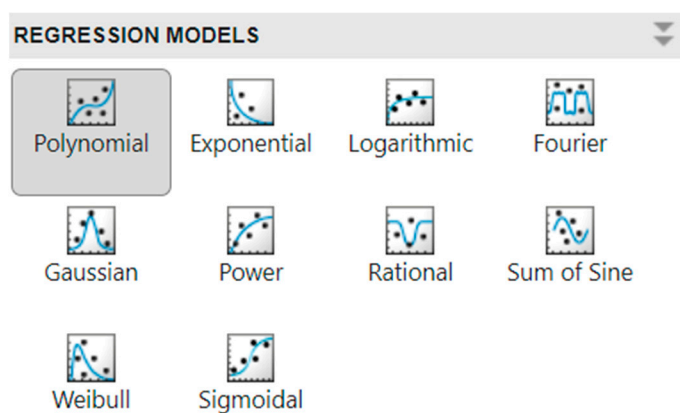 REGRESSION MODELS
Polynomial Exponential Logarithmic Fourier
Gaussian Power Rational Sum of Sine
Weibull Sigmoidal